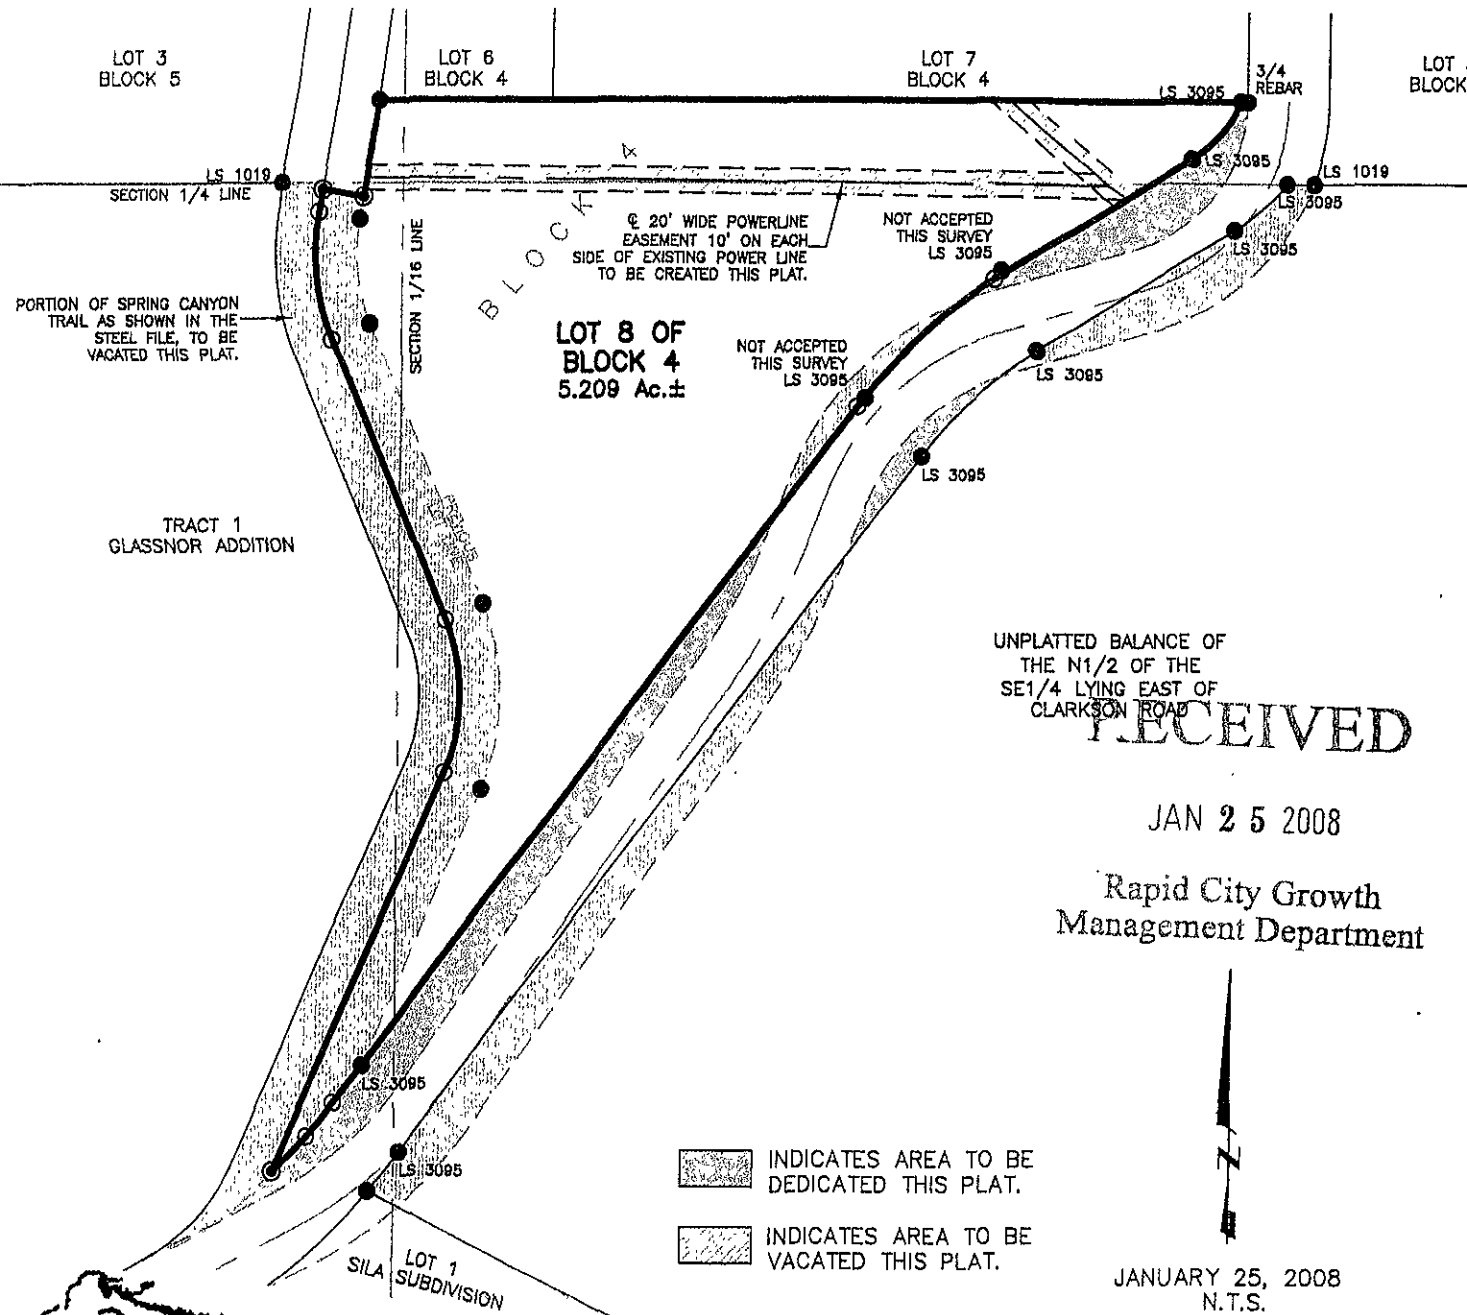 LOT 3
BLOCK 5
LOT 6
BLOCK 4
LOT 7
BLOCK 4
LOT
BLOCK
3/4
REBAR
LS 3095
LS 3095
LS 1019
SECTION 1/4 LINE
LS 1019
LS 3095
LS 3095
BLOCK 4
SECTION 1/16 LINE
℄ 20' WIDE POWERLINE
EASEMENT 10' ON EACH
SIDE OF EXISTING POWER LINE
TO BE CREATED THIS PLAT.
NOT ACCEPTED
THIS SURVEY
LS 3095
PORTION OF SPRING CANYON
TRAIL AS SHOWN IN THE
STEEL FILE, TO BE
VACATED THIS PLAT.
LOT 8 OF
BLOCK 4
5.209 Ac.±
NOT ACCEPTED
THIS SURVEY
LS 3095
LS 3095
LS 3095
TRACT 1
GLASSNOR ADDITION
UNPLATTED BALANCE OF
THE N1/2 OF THE
SE1/4 LYING EAST OF
CLARKSON ROAD
RECEIVED
JAN 25 2008
Rapid City Growth
Management Department
LS 3095
LS 3095
INDICATES AREA TO BE
DEDICATED THIS PLAT.
INDICATES AREA TO BE
VACATED THIS PLAT.
LOT 1
SILA SUBDIVISION
N
JANUARY 25, 2008
N.T.S.